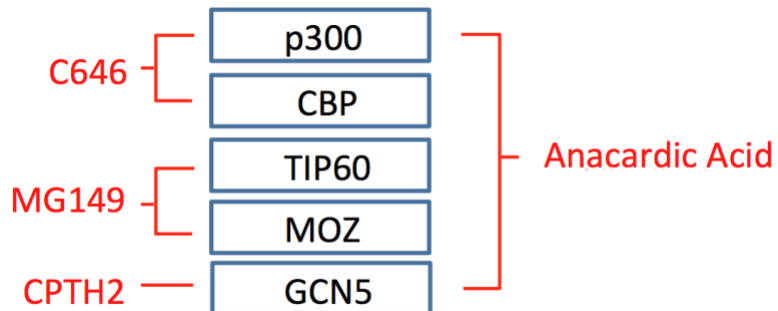 p300
C646
CBP
TIP60
Anacardic Acid
MG149
MOZ
CPTH2
GCN5